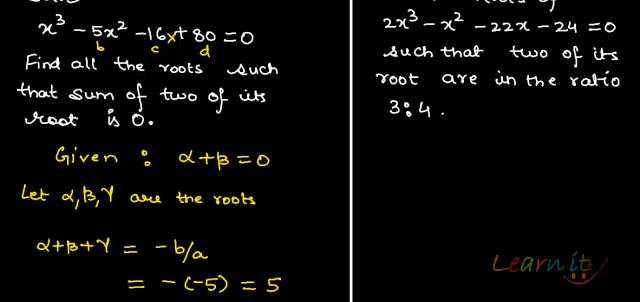 x³ - 5x² - 16x + 80 = 0
b c d
Find all the roots such
that sum of two of its
root is 0.
Given : α + β = 0
Let α, β, γ are the roots
α + β + γ = - b/a
= - (-5) = 5
2x³ - x² - 22x - 24 = 0
such that two of its
root are in the ratio
3:4.
Learn it